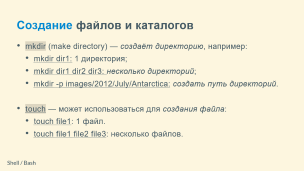 Создание файлов и каталогов
• mkdir (make directory) — создаёт директорию, например:
• mkdir dir1: 1 директория;
• mkdir dir1 dir2 dir3: несколько директорий;
• mkdir -p images/2012/July/Antarctica: создать путь директорий.
• touch — может использоваться для создания файла:
• touch file1: 1 файл.
• touch file1 file2 file3: несколько файлов.
Shell / Bash